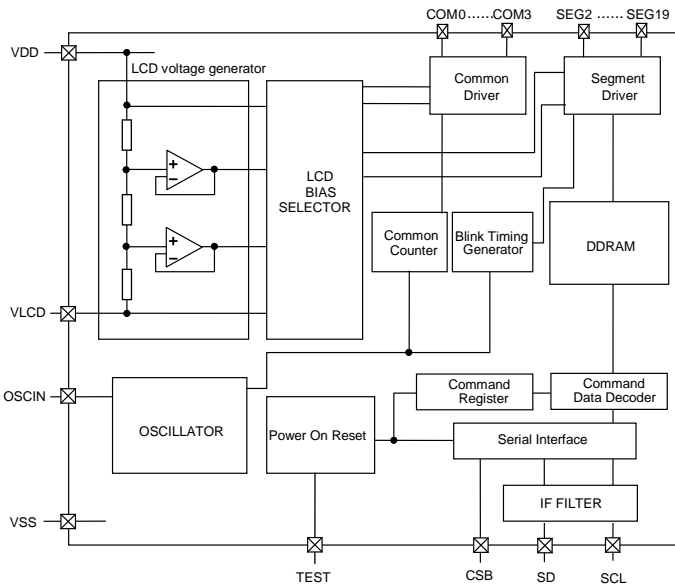 COM0 ...... COM3 SEG2 ...... SEG19
VDD
LCD voltage generator
Common
Driver
Segment
Driver
+
−
LCD
BIAS
SELECTOR
+
−
Common
Counter
Blink Timing
Generator
DDRAM
VLCD
OSCIN
OSCILLATOR
Power On Reset
Command
Register
Command
Data Decoder
Serial Interface
IF FILTER
VSS
TEST
CSB
SD
SCL